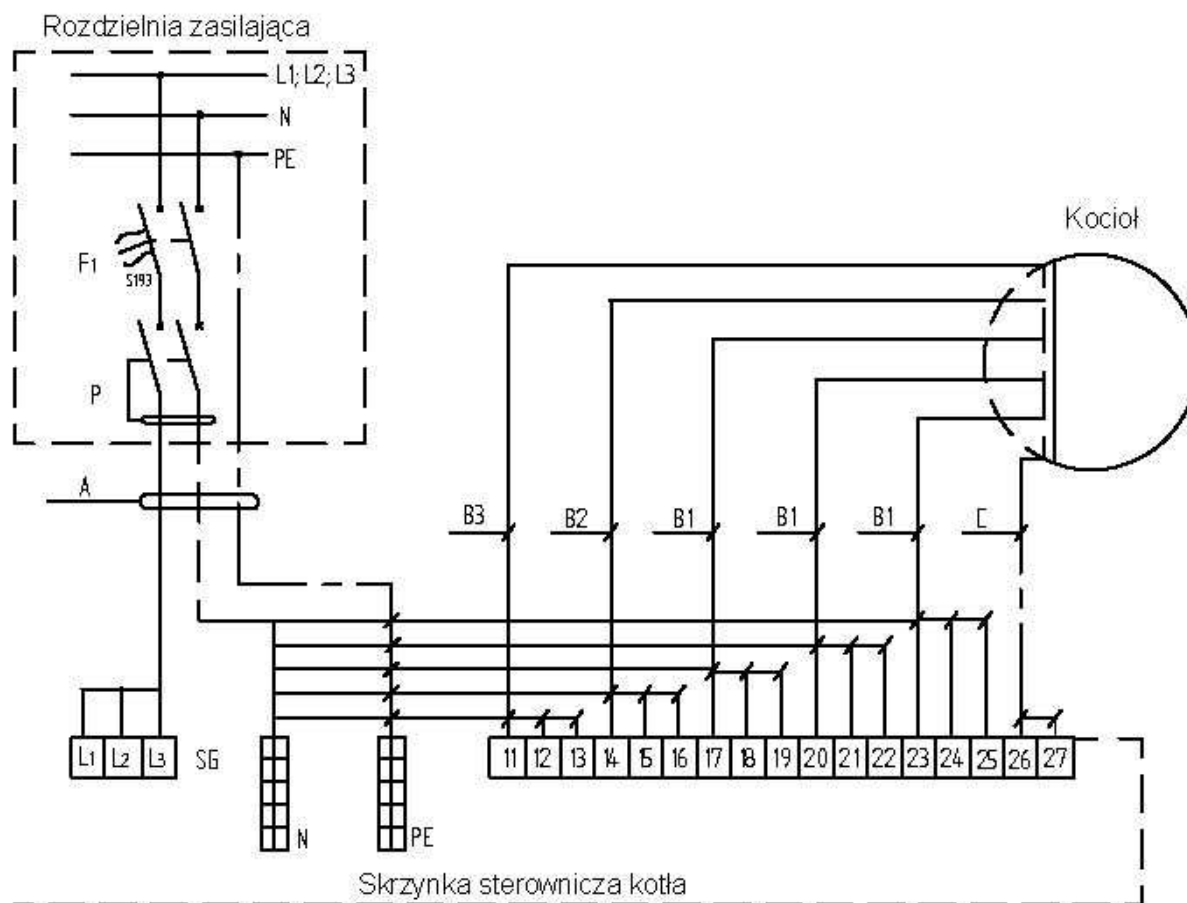 Rozdzielnia zasilająca
L1; L2; L3
N
PE
Kocioł
F1
S193
P
A
B3 B2 B1 B1 B1 C
L1 L2 L3 SG 11 12 13 14 15 16 17 18 19 20 21 22 23 24 25 26 27
N PE
Skrzynka sterownicza kotła